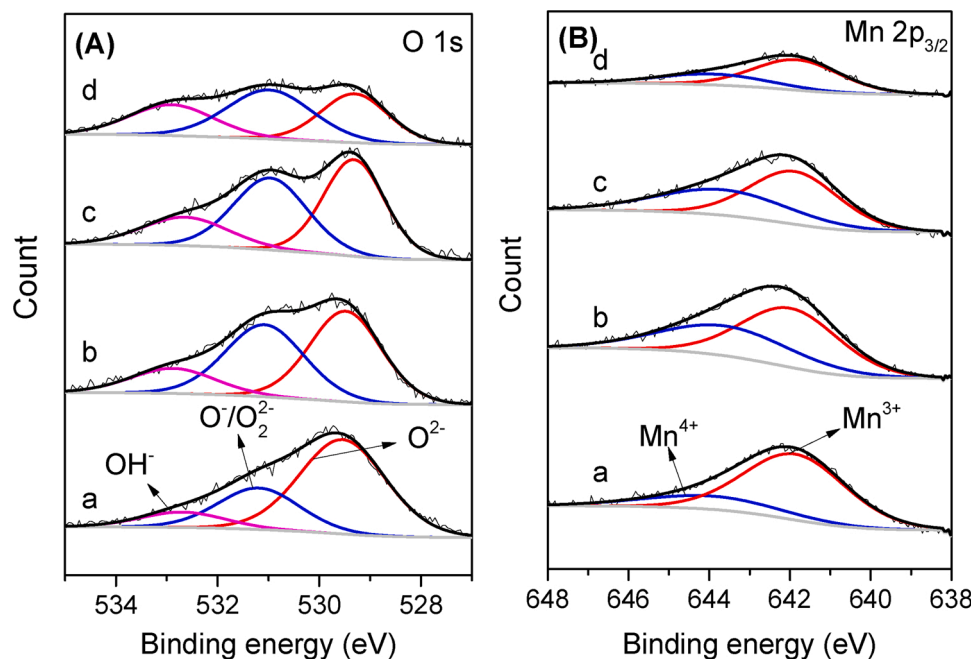 (A)
O 1s
d
c
b
a
OH⁻
O⁻/O₂²⁻
O²⁻
Count
534
532
530
528
Binding energy (eV)
(B)
Mn 2p₃/₂
d
c
b
a
Mn⁴⁺
Mn³⁺
Count
648
646
644
642
640
638
Binding energy (eV)